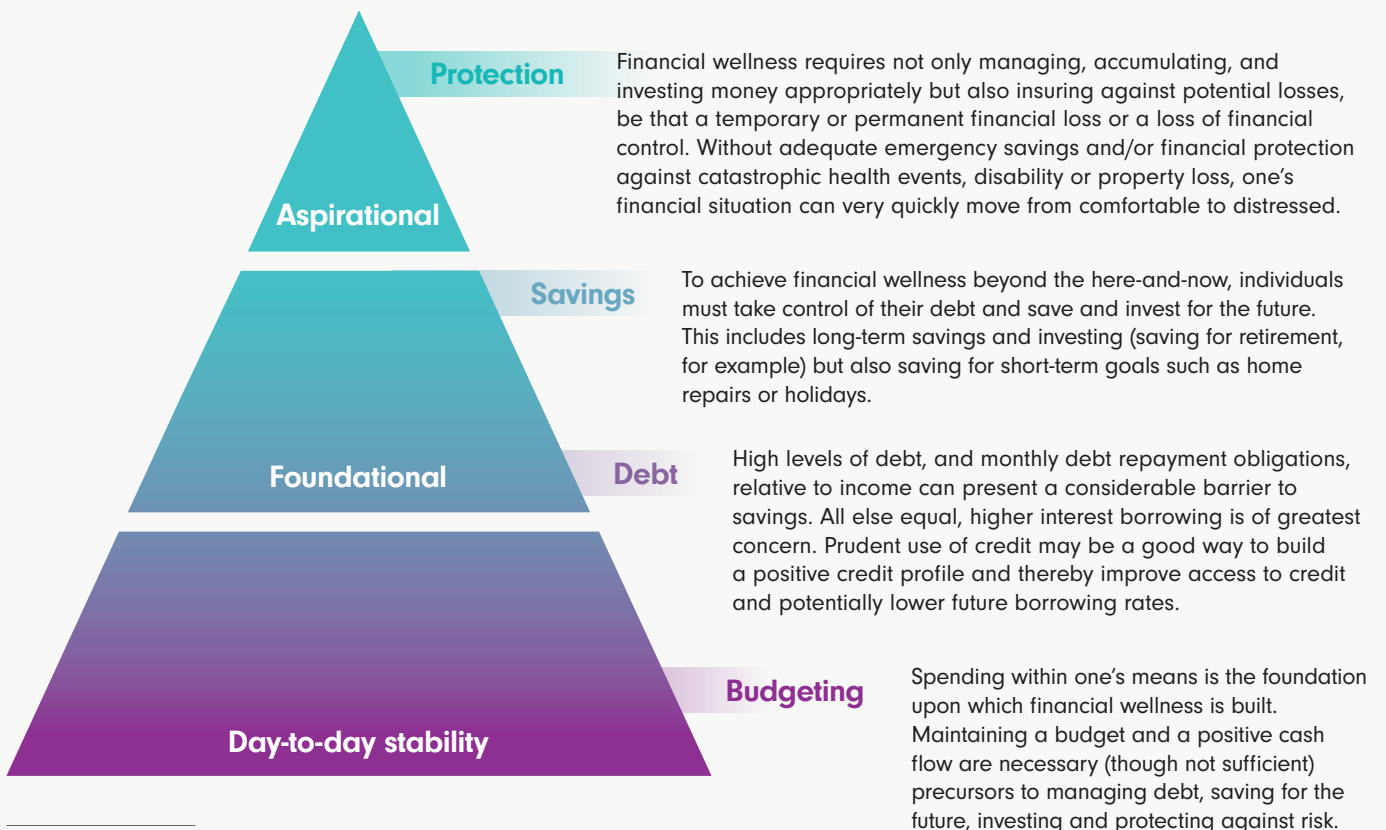 Protection
Financial wellness requires not only managing, accumulating, and
investing money appropriately but also insuring against potential losses,
be that a temporary or permanent financial loss or a loss of financial
control. Without adequate emergency savings and/or financial protection
against catastrophic health events, disability or property loss, one’s
financial situation can very quickly move from comfortable to distressed.
Aspirational
Savings
To achieve financial wellness beyond the here-and-now, individuals
must take control of their debt and save and invest for the future.
This includes long-term savings and investing (saving for retirement,
for example) but also saving for short-term goals such as home
repairs or holidays.
Foundational
Debt
High levels of debt, and monthly debt repayment obligations,
relative to income can present a considerable barrier to
savings. All else equal, higher interest borrowing is of greatest
concern. Prudent use of credit may be a good way to build
a positive credit profile and thereby improve access to credit
and potentially lower future borrowing rates.
Budgeting
Spending within one’s means is the foundation
upon which financial wellness is built.
Maintaining a budget and a positive cash
flow are necessary (though not sufficient)
precursors to managing debt, saving for the
future, investing and protecting against risk.
Day-to-day stability